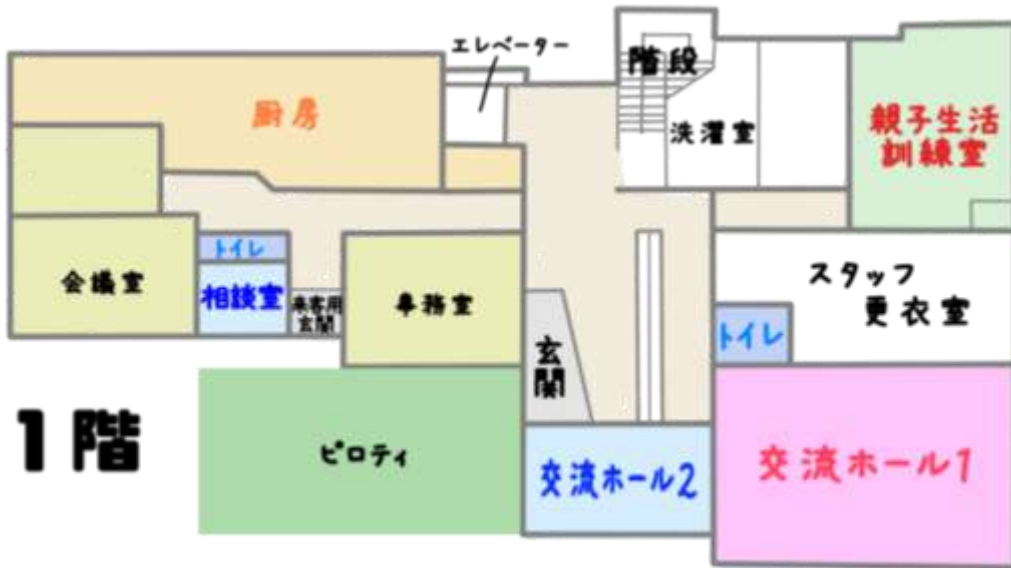 エレベーター
階段
厨房
洗濯室
親子生活
訓練室
会議室
トイレ
相談室
来客用
玄関
事務室
玄関
スタッフ
更衣室
トイレ
1階
ピロティ
交流ホール2
交流ホール1